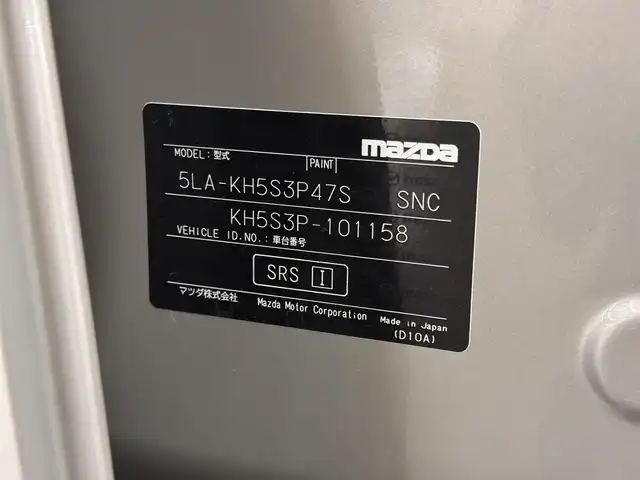 mazda
MODEL:型式 PAINT
5LA-KH5S3P47S SNC
KH5S3P-101158
VEHICLE ID.NO.:車台番号
SRS I
マツダ株式会社 Mazda Motor Corporation Made in Japan
(D10A)